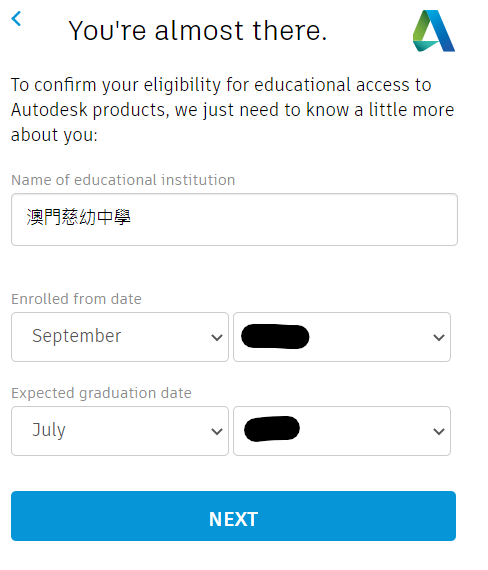 You're almost there.
To confirm your eligibility for educational access to
Autodesk products, we just need to know a little more
about you:
Name of educational institution
澳門慈幼中學
Enrolled from date
September
Expected graduation date
July
NEXT